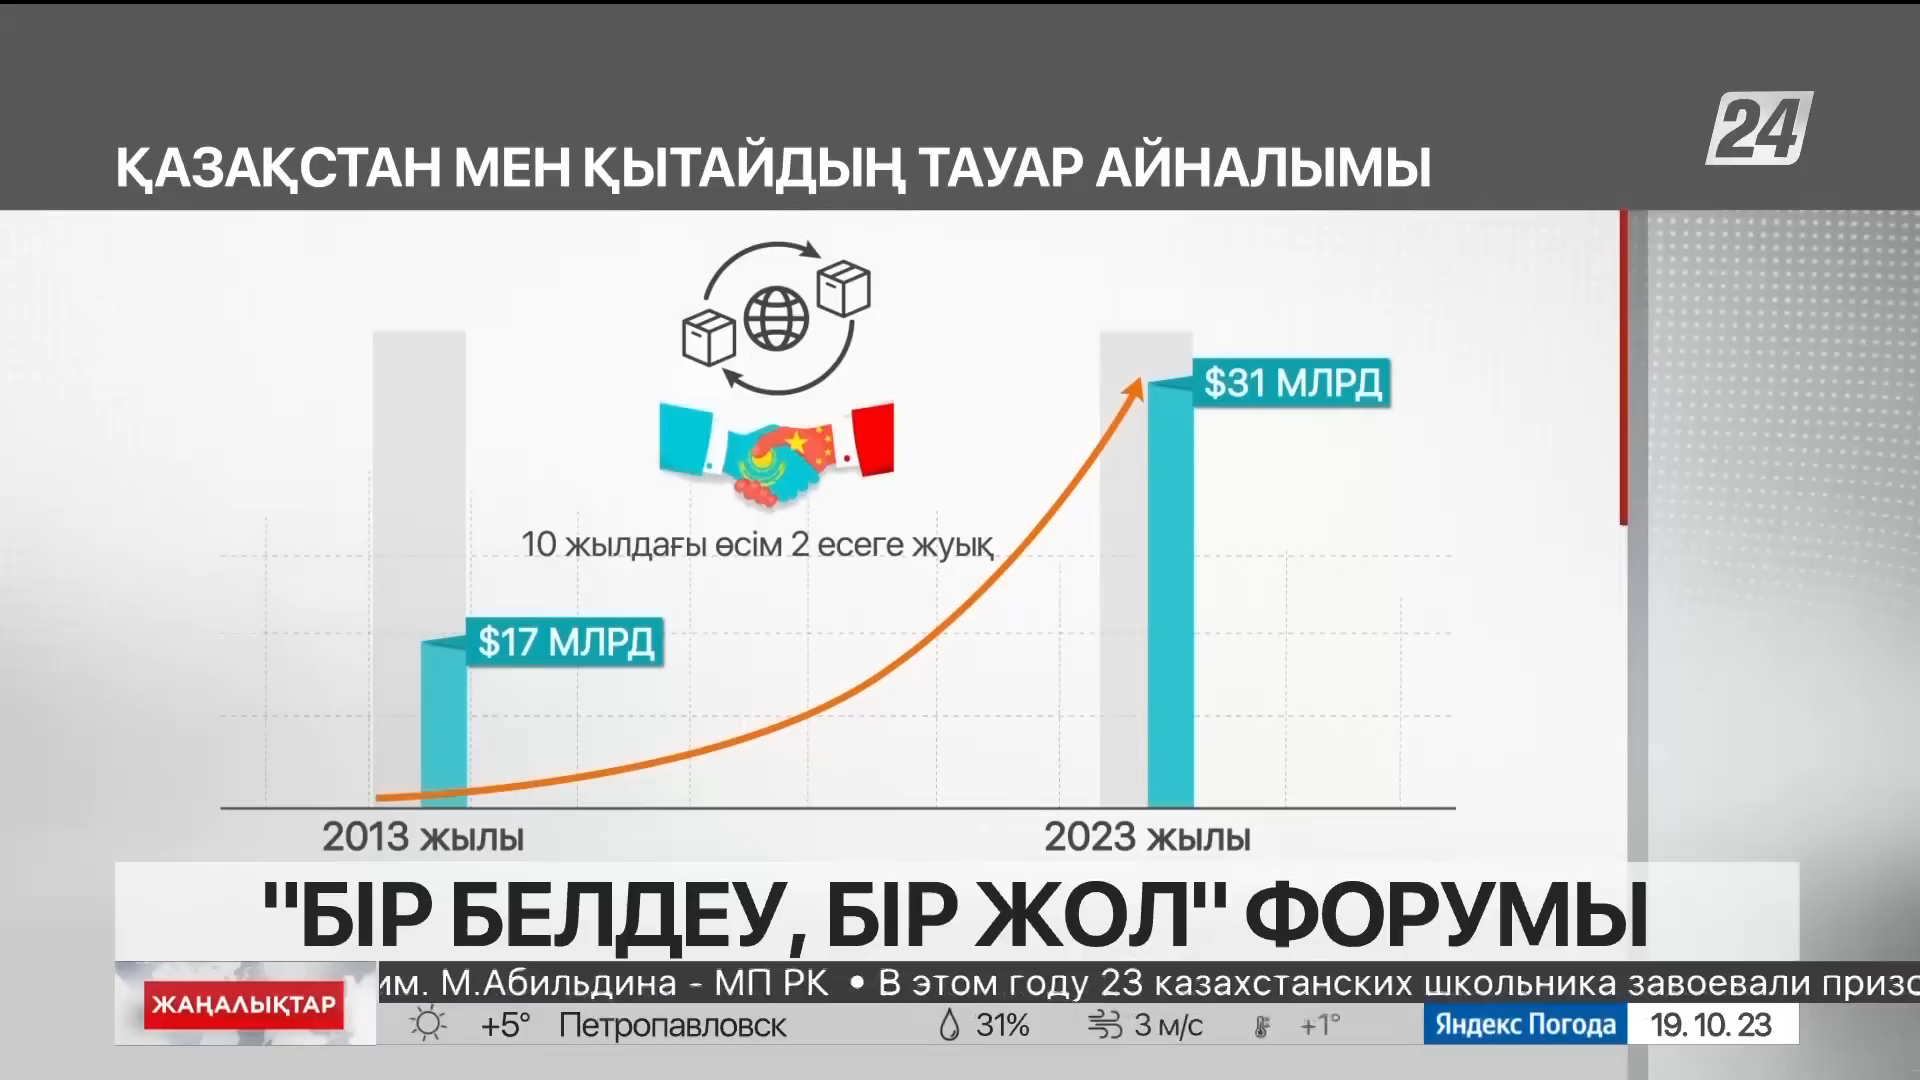 24
ҚАЗАҚСТАН МЕН ҚЫТАЙДЫҢ ТАУАР АЙНАЛЫМЫ
$31 МЛРД
10 жылдағы өсім 2 есеге жуық
$17 МЛРД
2013 жылы
2023 жылы
"БІР БЕЛДЕУ, БІР ЖОЛ" ФОРУМЫ
ЖАҢАЛЫҚТАР
им. М.Абильдина - МП РК • В этом году 23 казахстанских школьника завоевали призо
+5° Петропавловск 31% 3 м/с +1° Яндекс Погода 19. 10. 23